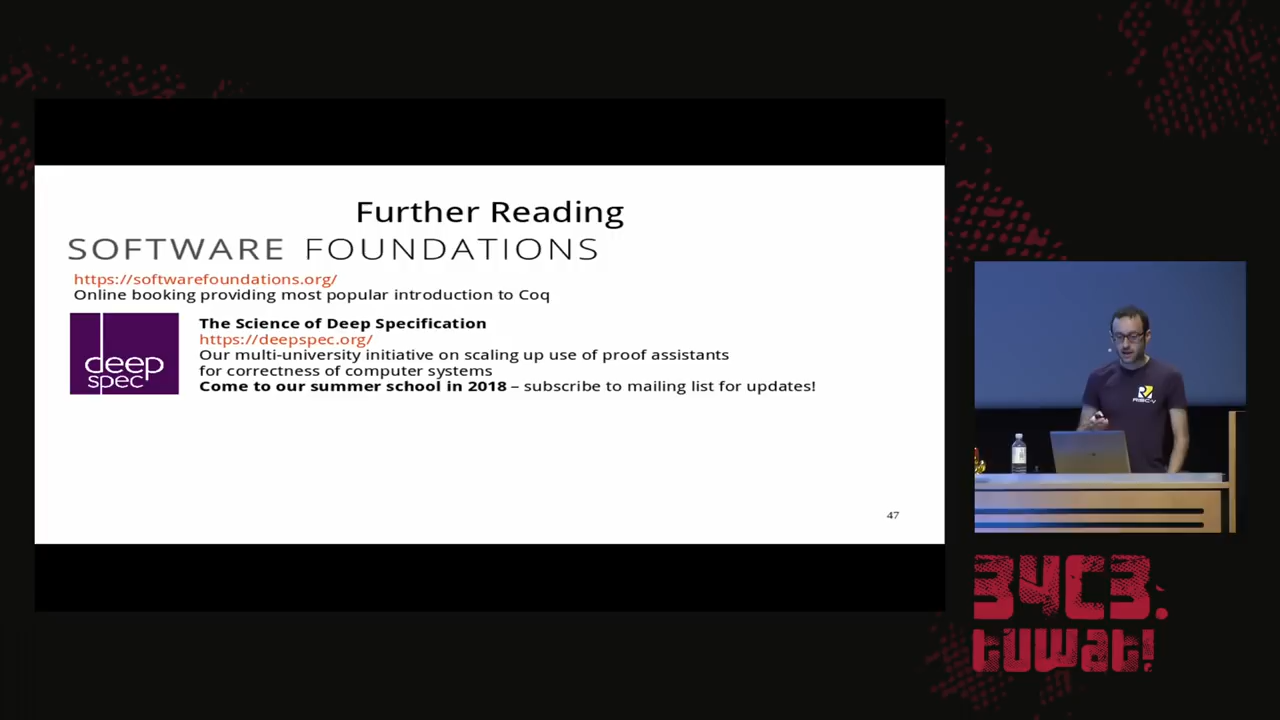 Further Reading
SOFTWARE FOUNDATIONS
https://softwarefoundations.org/
Online booking providing most popular introduction to Coq
deep
spec
The Science of Deep Specification
https://deepspec.org/
Our multi-university initiative on scaling up use of proof assistants
for correctness of computer systems
Come to our summer school in 2018 – subscribe to mailing list for updates!
47
RISC-V
34C3.
tuwat!